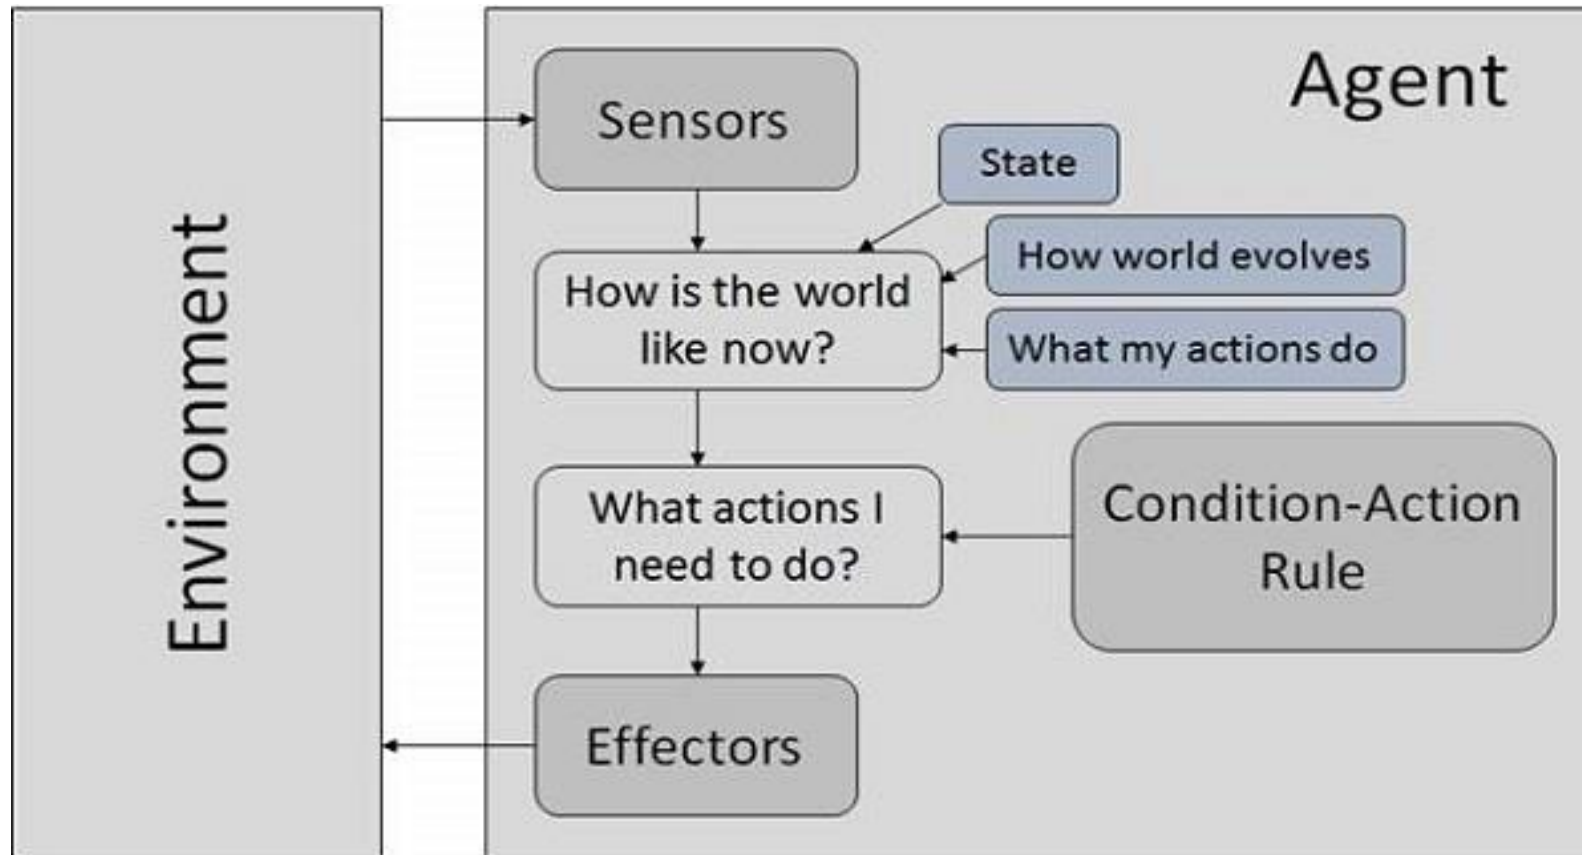 Environment
Agent
Sensors
State
How world evolves
How is the world
like now?
What my actions do
What actions I
need to do?
Condition-Action
Rule
Effectors